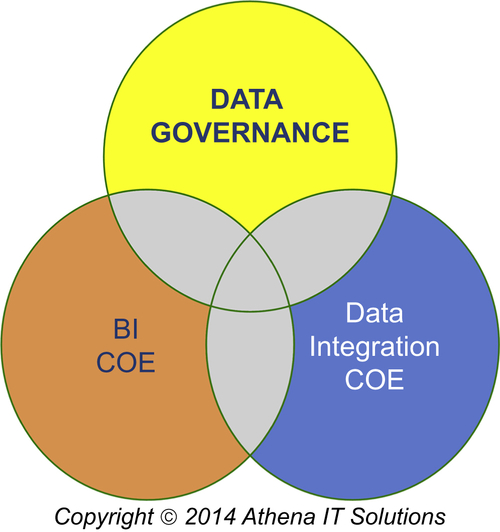 DATA
GOVERNANCE
BI
COE
Data
Integration
COE
Copyright © 2014 Athena IT Solutions